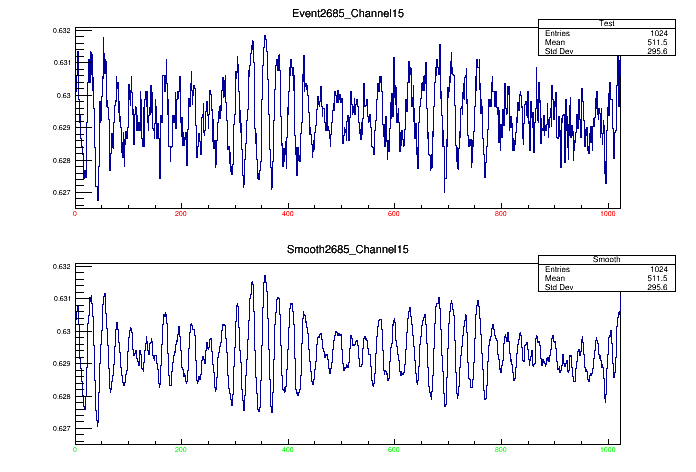 Event2685_Channel15
Test
Entries 1024
Mean 511.5
Std Dev 295.6
0.632
0.631
0.63
0.629
0.628
0.627
0 200 400 600 800 1000
Smooth2685_Channel15
Smooth
Entries 1024
Mean 511.5
Std Dev 295.6
0.632
0.631
0.63
0.629
0.628
0.627
0 200 400 600 800 1000